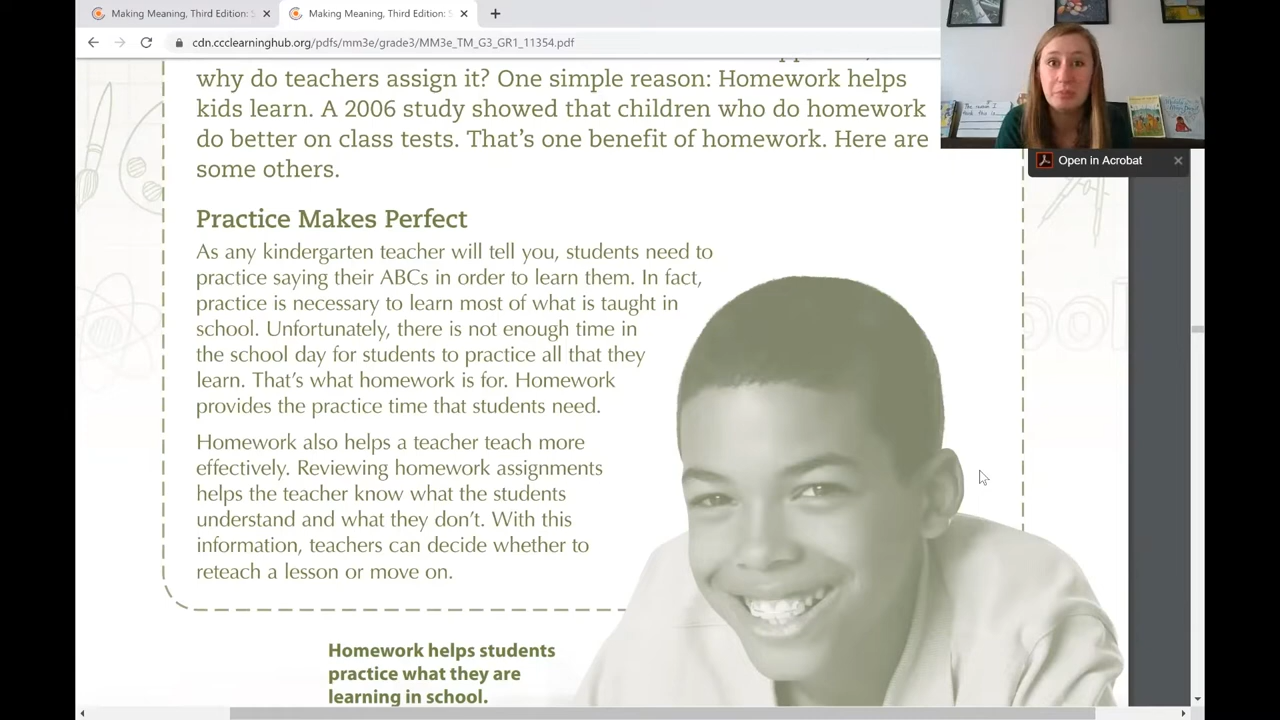 Making Meaning, Third Edition:
Making Meaning, Third Edition: S
cdn.ccclearninghub.org/pdfs/mm3e/grade3/MM3e_TM_G3_GR1_11354.pdf
Open in Acrobat
why do teachers assign it? One simple reason: Homework helps
kids learn. A 2006 study showed that children who do homework
do better on class tests. That's one benefit of homework. Here are
some others.
Practice Makes Perfect
As any kindergarten teacher will tell you, students need to
practice saying their ABCs in order to learn them. In fact,
practice is necessary to learn most of what is taught in
school. Unfortunately, there is not enough time in
the school day for students to practice all that they
learn. That's what homework is for. Homework
provides the practice time that students need.
Homework also helps a teacher teach more
effectively. Reviewing homework assignments
helps the teacher know what the students
understand and what they don't. With this
information, teachers can decide whether to
reteach a lesson or move on.
Homework helps students
practice what they are
learning in school.